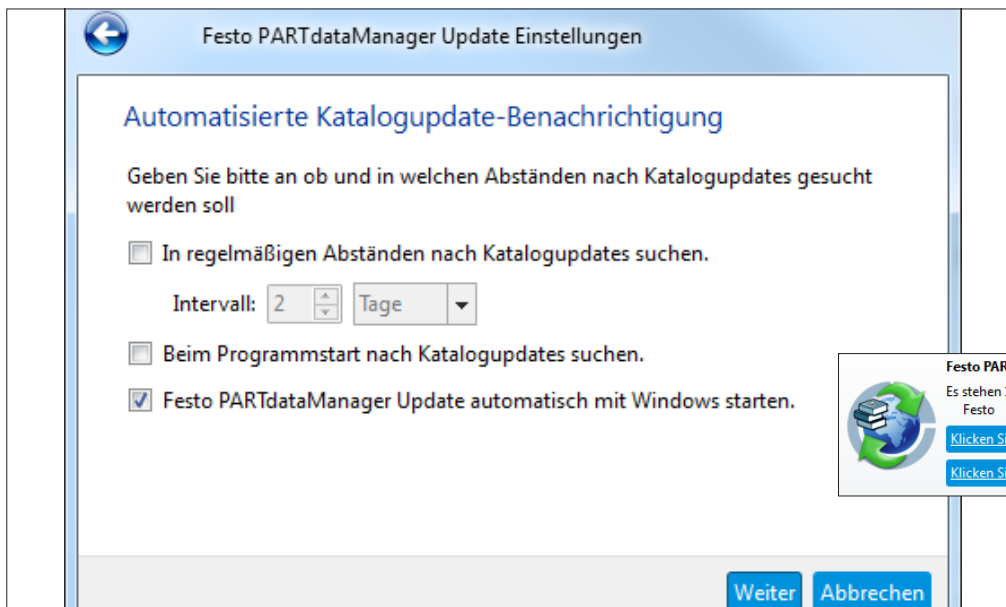 Festo PARTdataManager Update Einstellungen
Automatisierte Katalogupdate-Benachrichtigung
Geben Sie bitte an ob und in welchen Abständen nach Katalogupdates gesucht
werden soll
In regelmäßigen Abständen nach Katalogupdates suchen.
Intervall: 2 Tage
Beim Programmstart nach Katalogupdates suchen.
Festo PARTdataManager Update automatisch mit Windows starten.
Festo PAR
Es stehen
Festo
Klicken Si
Klicken Si
Weiter Abbrechen